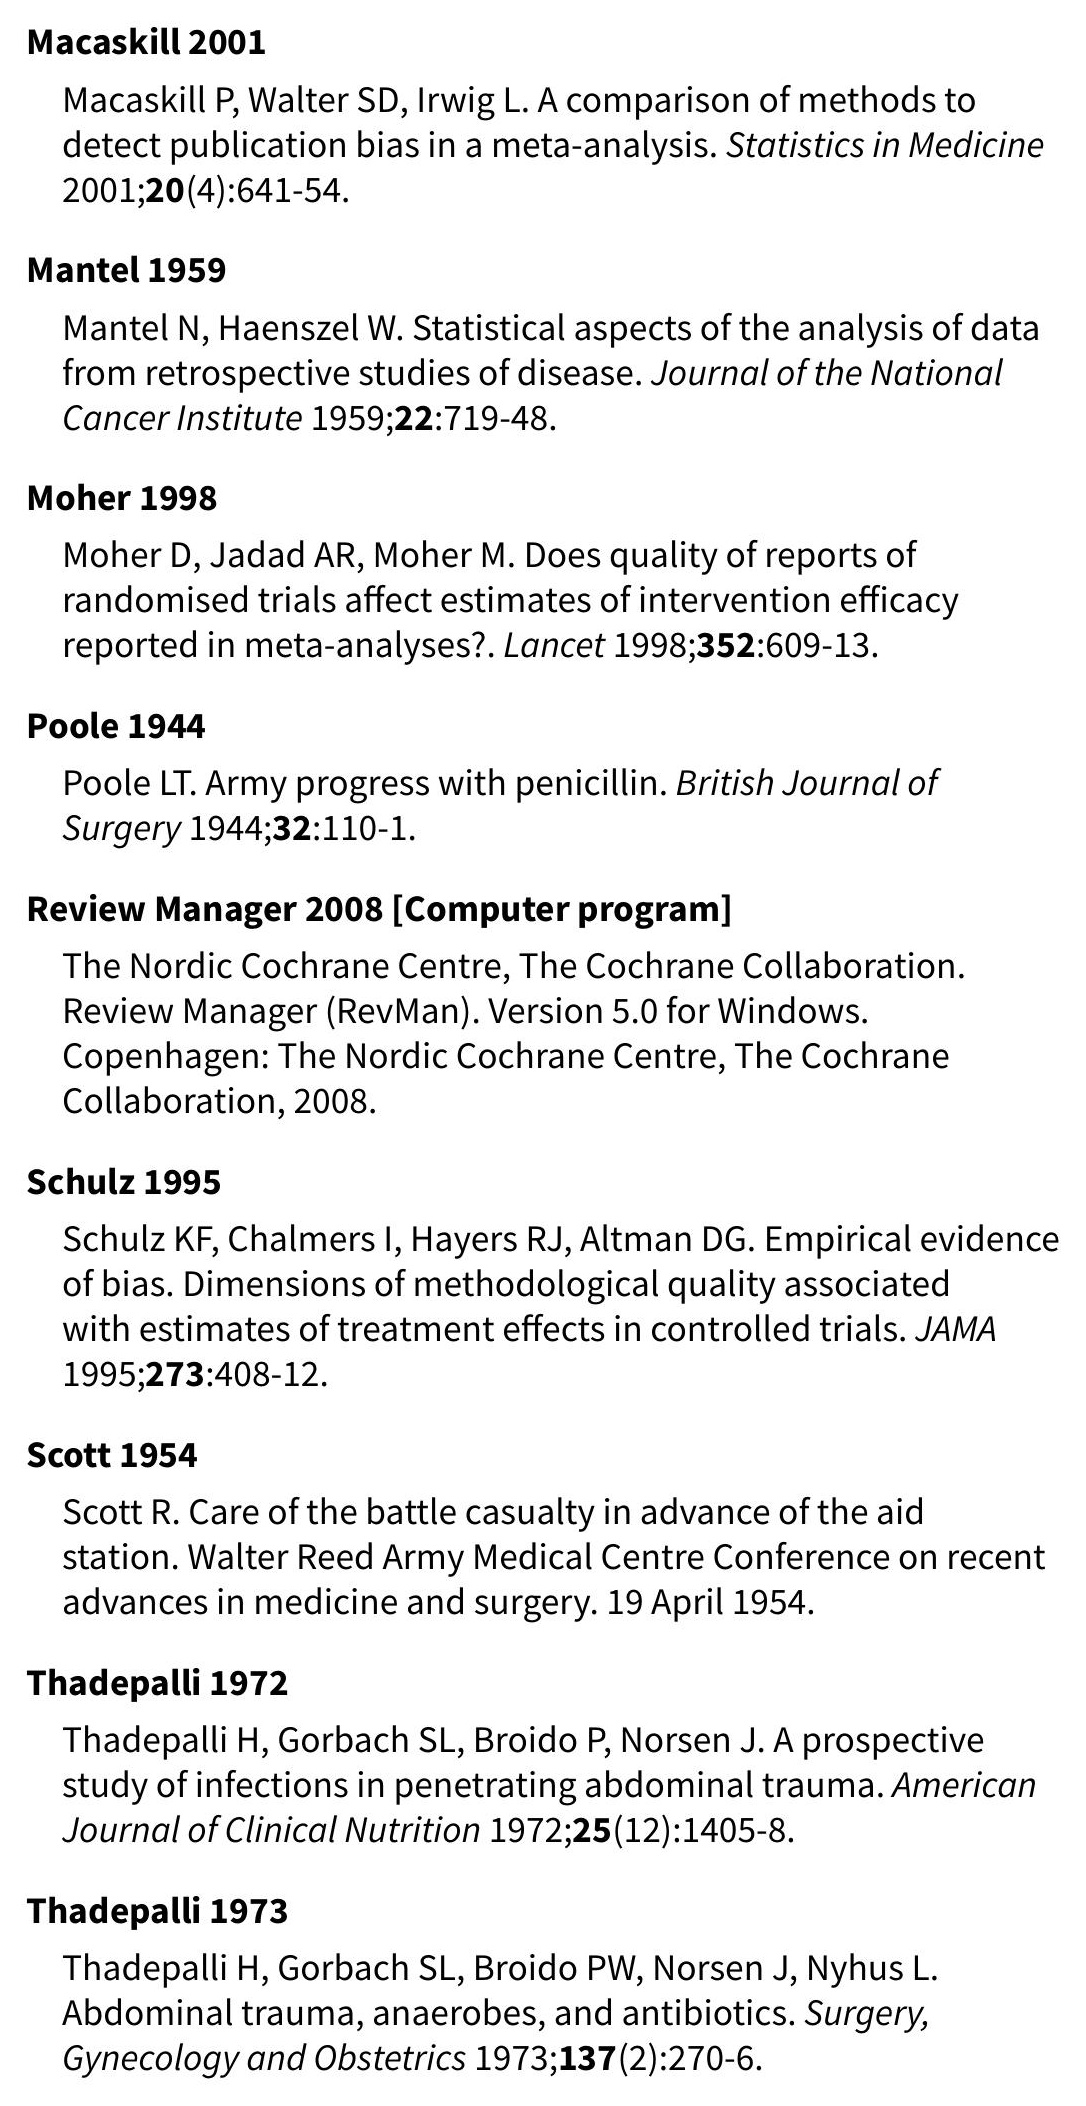 Macaskill 2001
Macaskill P, Walter SD, Irwig L. A comparison of methods to
detect publication bias in a meta-analysis. Statistics in Medicine
2001;20(4):641-54.
Mantel 1959
Mantel N, Haenszel W. Statistical aspects of the analysis of data
from retrospective studies of disease. Journal of the National
Cancer Institute 1959;22:719-48.
Moher 1998
Moher D, Jadad AR, Moher M. Does quality of reports of
randomised trials affect estimates of intervention efficacy
reported in meta-analyses?. Lancet 1998;352:609-13.
Poole 1944
Poole LT. Army progress with penicillin. British Journal of
Surgery 1944;32:110-1.
Review Manager 2008 [Computer program]
The Nordic Cochrane Centre, The Cochrane Collaboration.
Review Manager (RevMan). Version 5.0 for Windows.
Copenhagen: The Nordic Cochrane Centre, The Cochrane
Collaboration, 2008.
Schulz 1995
Schulz KF, Chalmers I, Hayers RJ, Altman DG. Empirical evidence
of bias. Dimensions of methodological quality associated
with estimates of treatment effects in controlled trials. JAMA
1995;273:408-12.
Scott 1954
Scott R. Care of the battle casualty in advance of the aid
station. Walter Reed Army Medical Centre Conference on recent
advances in medicine and surgery. 19 April 1954.
Thadepalli 1972
Thadepalli H, Gorbach SL, Broido P, Norsen J. A prospective
study of infections in penetrating abdominal trauma. American
Journal of Clinical Nutrition 1972;25(12):1405-8.
Thadepalli 1973
Thadepalli H, Gorbach SL, Broido PW, Norsen J, Nyhus L.
Abdominal trauma, anaerobes, and antibiotics. Surgery,
Gynecology and Obstetrics 1973;137(2):270-6.